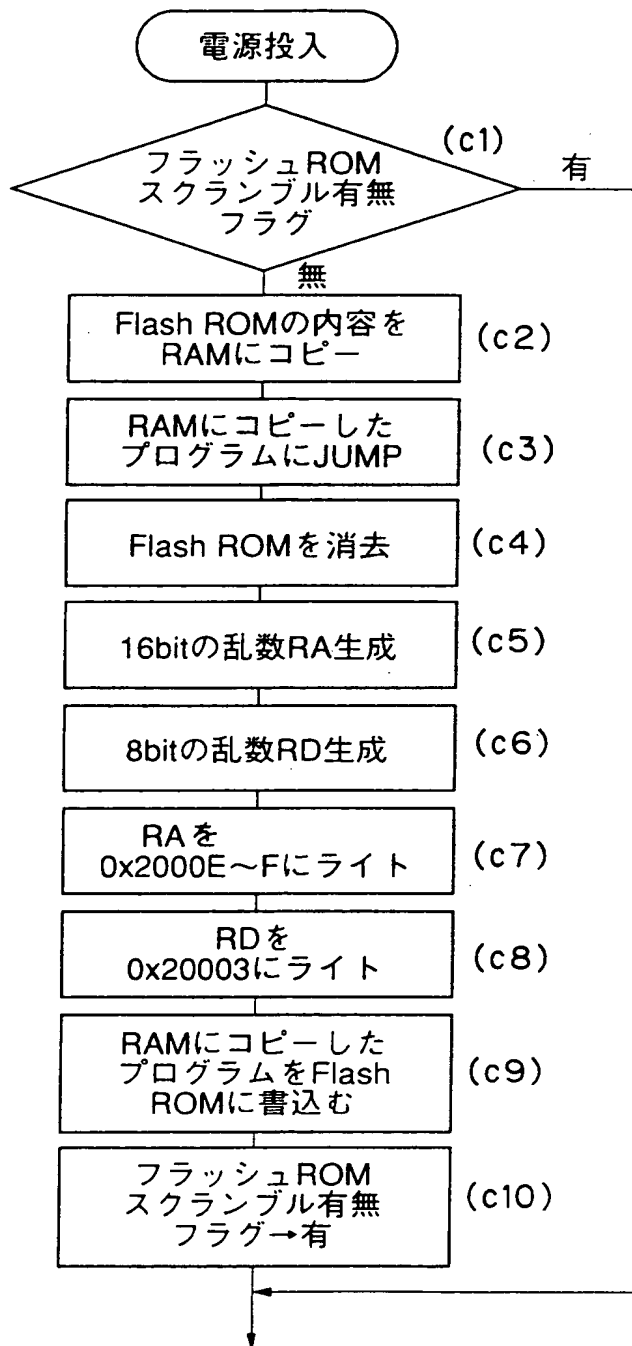 電源投入
(c1)
フラッシュROM
スクランブル有無
フラグ
有
無
Flash ROMの内容を
RAMにコピー
(c2)
RAMにコピーした
プログラムにJUMP
(c3)
Flash ROMを消去
(c4)
16bitの乱数RA生成
(c5)
8bitの乱数RD生成
(c6)
RAを
0x2000E～Fにライト
(c7)
RDを
0x20003にライト
(c8)
RAMにコピーした
プログラムをFlash
ROMに書込む
(c9)
フラッシュROM
スクランブル有無
フラグ→有
(c10)